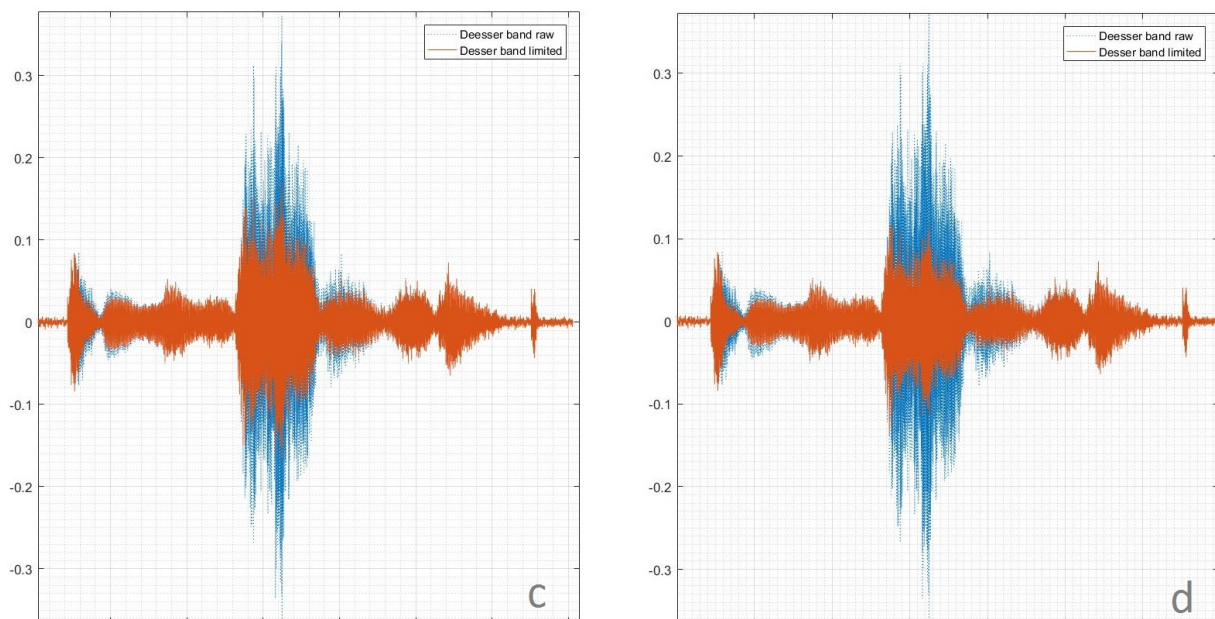 Deesser band raw
Desser band limited
0.3
0.2
0.1
0
-0.1
-0.2
-0.3
c
Deesser band raw
Desser band limited
0.3
0.2
0.1
0
-0.1
-0.2
-0.3
d